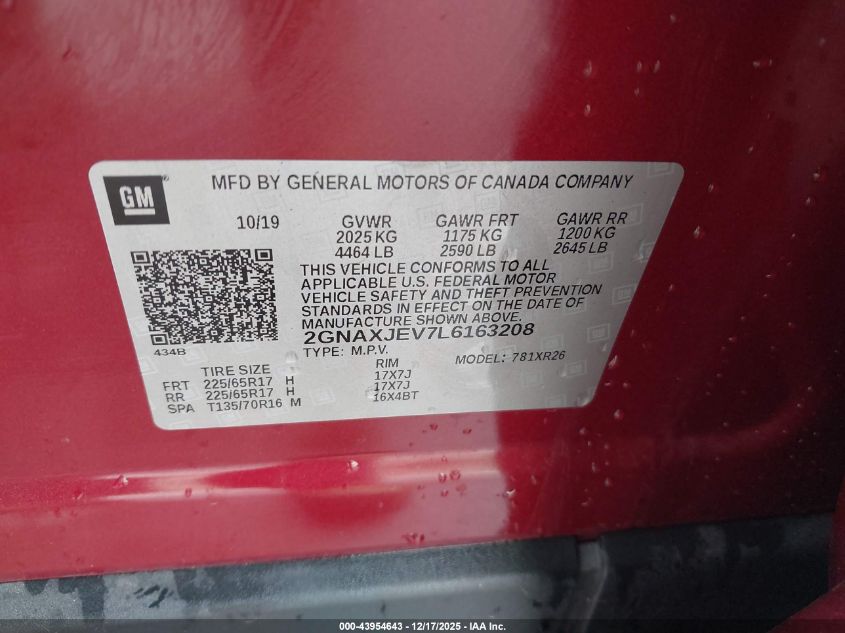 GM
MFD BY GENERAL MOTORS OF CANADA COMPANY
10/19 GVWR GAWR FRT GAWR RR
2025 KG 1175 KG 1200 KG
4464 LB 2590 LB 2645 LB
THIS VEHICLE CONFORMS TO ALL
APPLICABLE U.S. FEDERAL MOTOR
VEHICLE SAFETY AND THEFT PREVENTION
STANDARDS IN EFFECT ON THE DATE OF
MANUFACTURE SHOWN ABOVE.
2GNAXJEV7L6163208
434B TYPE: M.P.V. MODEL: 781XR26
TIRE SIZE RIM
FRT 225/65R17 H 17X7J
RR 225/65R17 H 17X7J
SPA T135/70R16 M 16X4BT
000-43954643 - 12/17/2025 - IAA Inc.